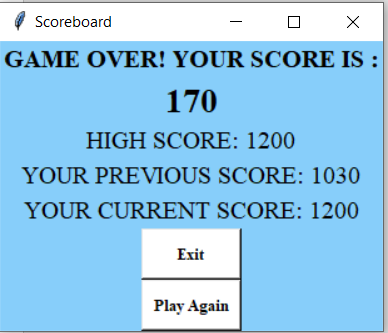 Scoreboard
GAME OVER! YOUR SCORE IS :
170
HIGH SCORE: 1200
YOUR PREVIOUS SCORE: 1030
YOUR CURRENT SCORE: 1200
Exit
Play Again